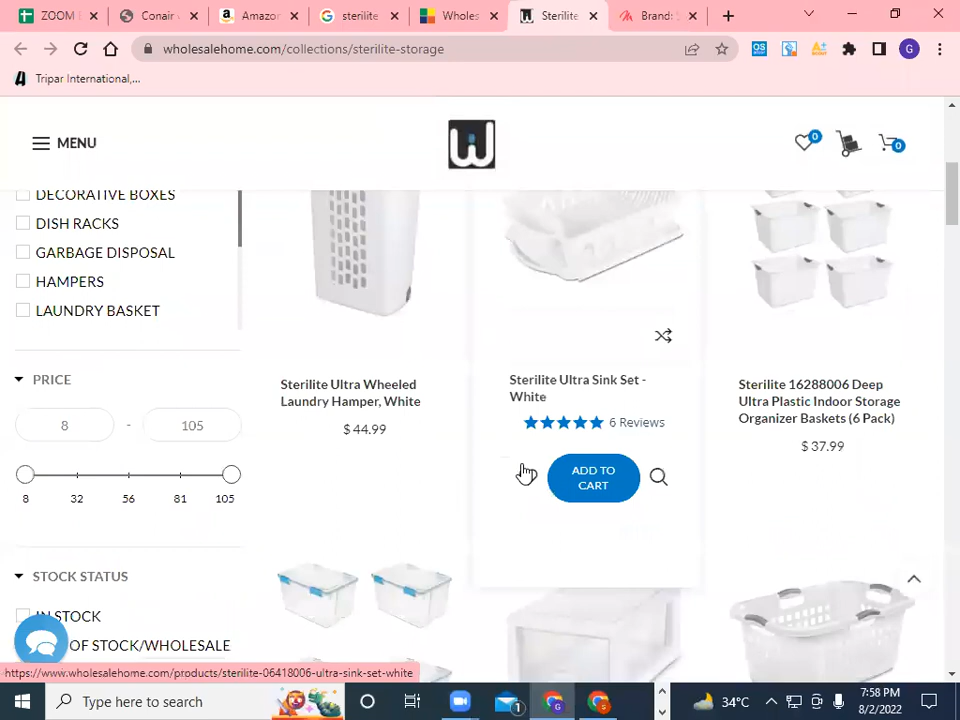 ZOOM E
Conair
Amazon
sterilite
Wholes
Sterilite
Brand: S
wholesalehome.com/collections/sterilite-storage
G
Tripar International,...
MENU
W
0
0
DECORATIVE BOXES
DISH RACKS
GARBAGE DISPOSAL
HAMPERS
LAUNDRY BASKET
PRICE
8 - 105
8 32 56 81 105
STOCK STATUS
IN STOCK
OF STOCK/WHOLESALE
Sterilite Ultra Wheeled
Laundry Hamper, White
$ 44.99
Sterilite Ultra Sink Set -
White
6 Reviews
ADD TO
CART
Sterilite 16288006 Deep
Ultra Plastic Indoor Storage
Organizer Baskets (6 Pack)
$ 37.99
https://www.wholesalehome.com/products/sterilite-06418006-ultra-sink-set-white
Type here to search
1
34°C
7:58 PM
8/2/2022